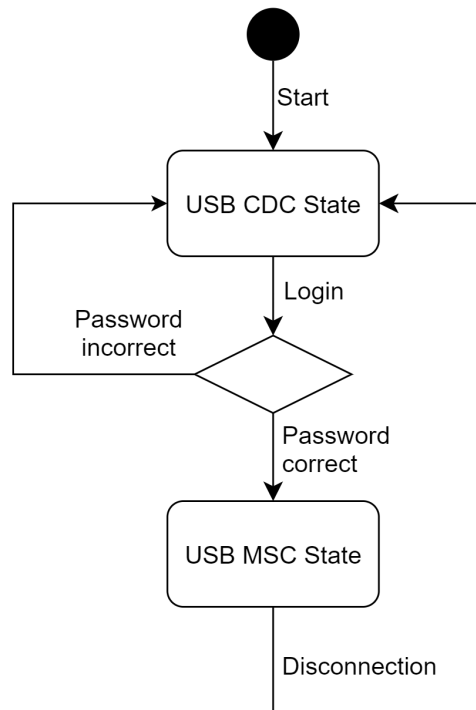 Start
USB CDC State
Login
Password
incorrect
Password
correct
USB MSC State
Disconnection